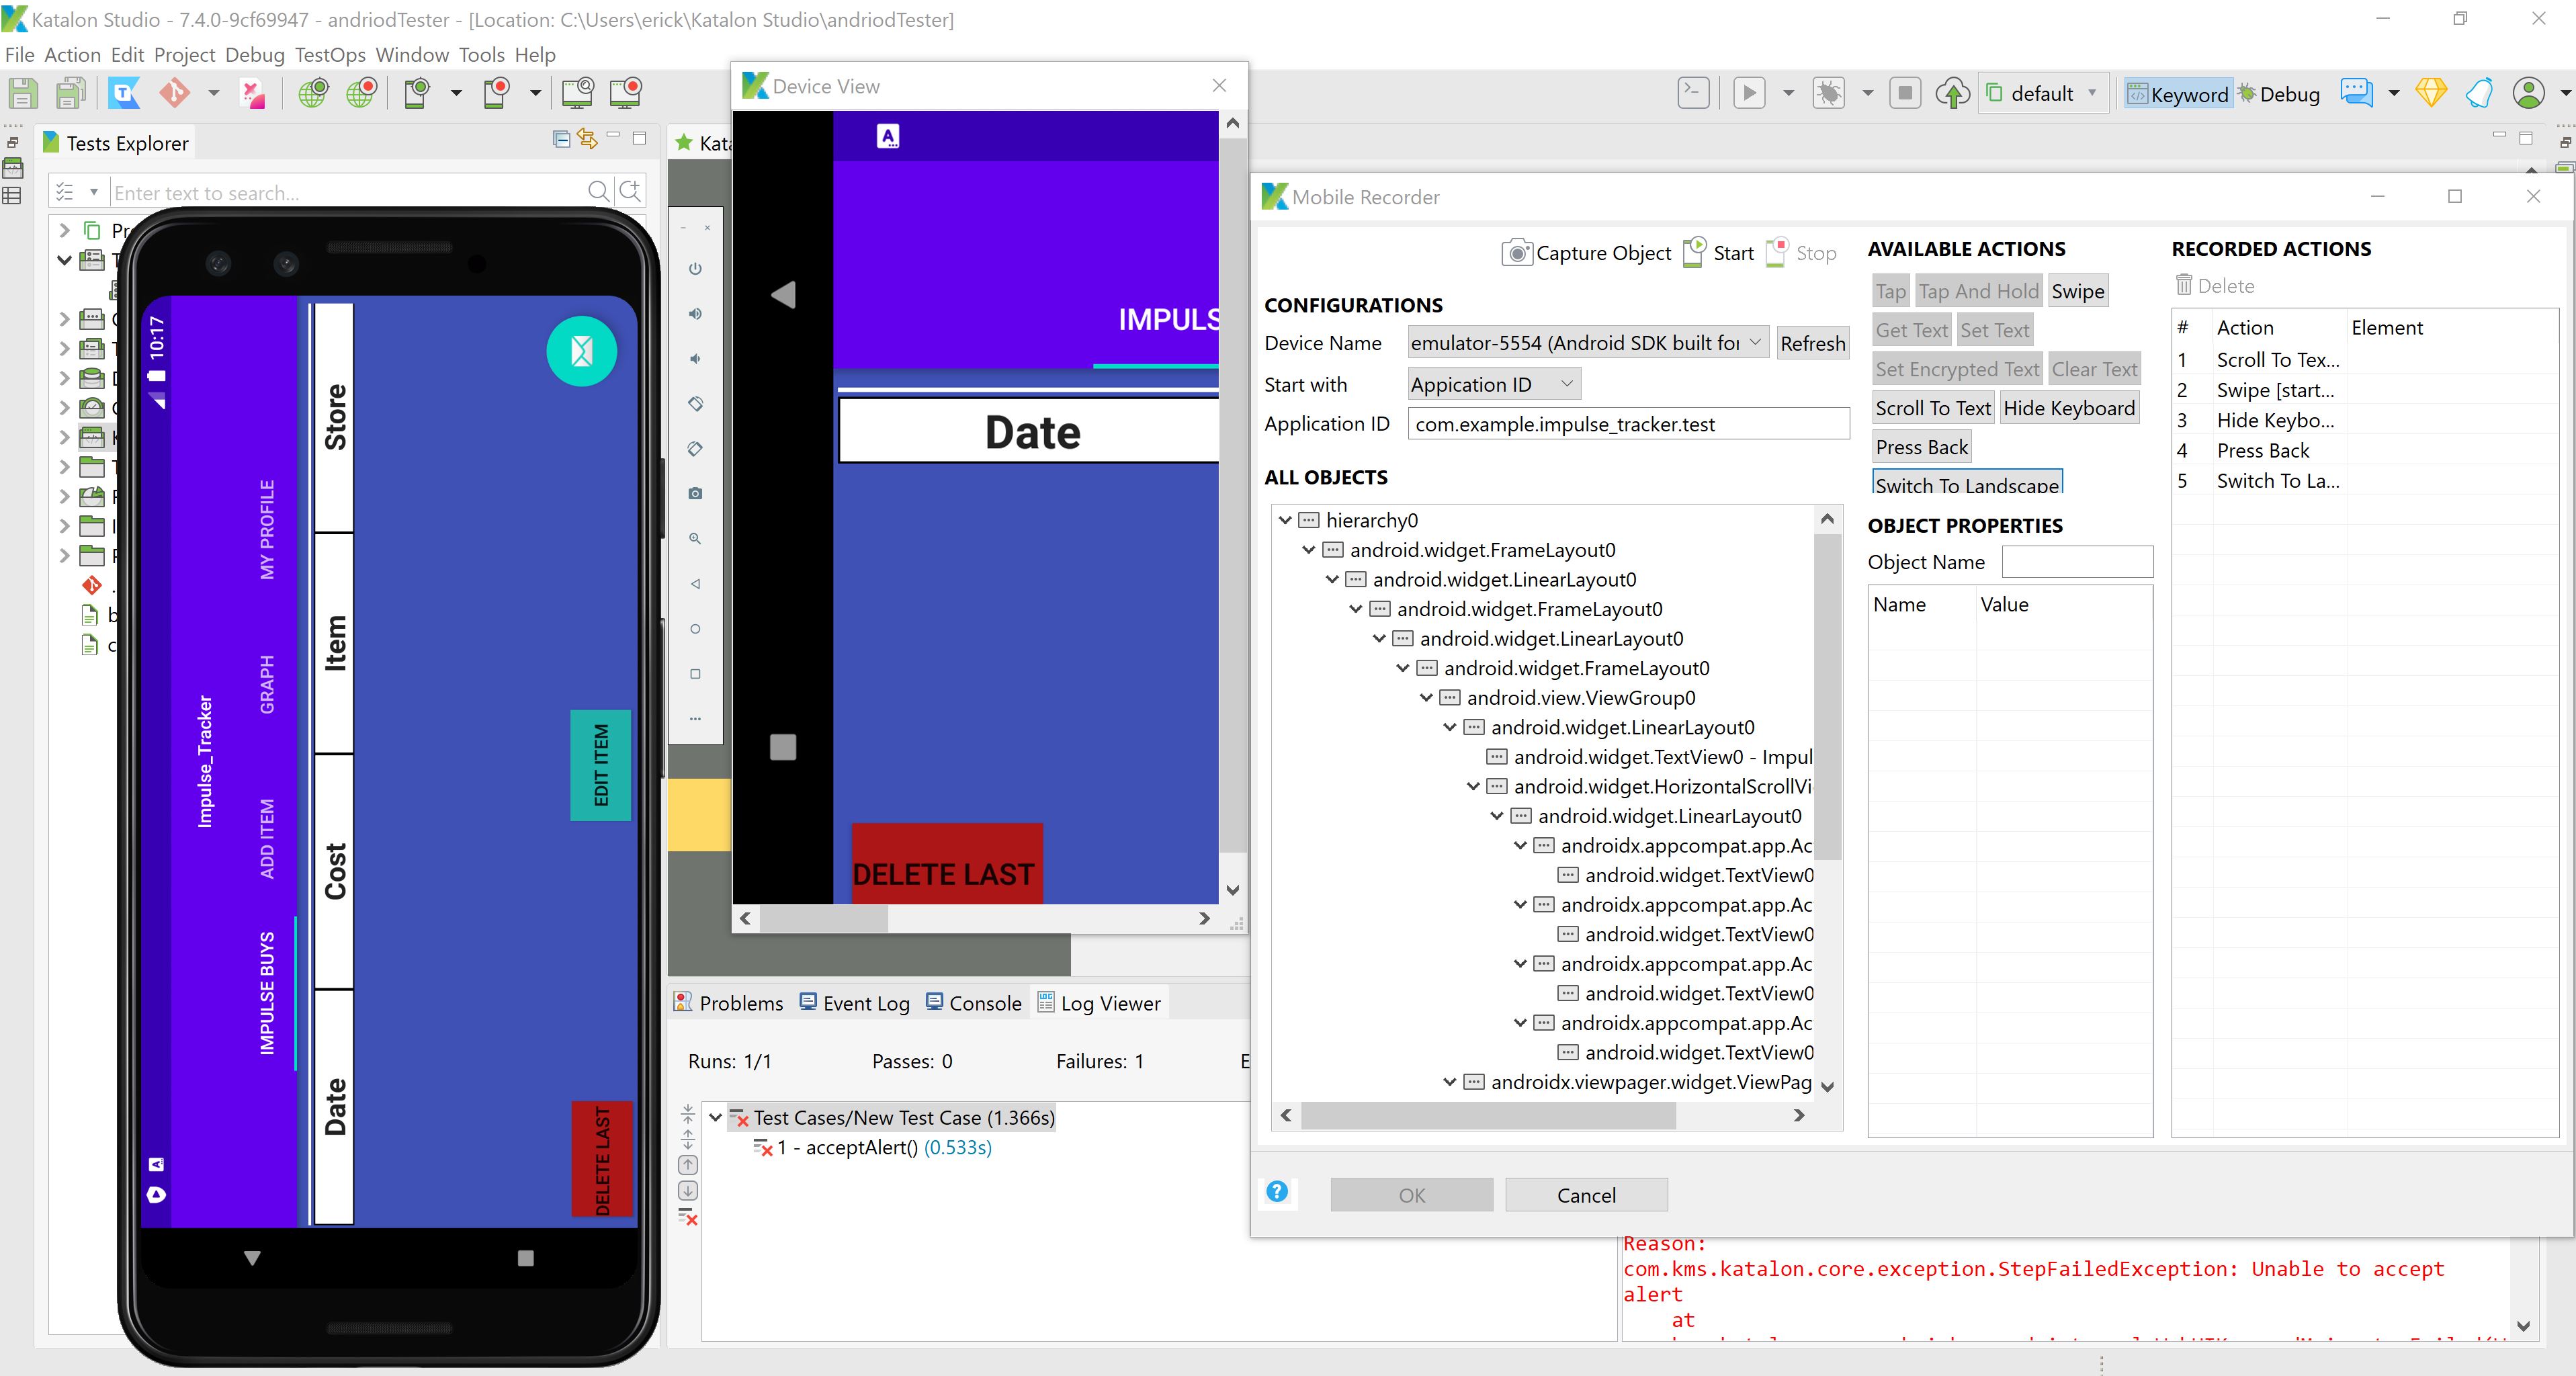 Katalon Studio - 7.4.0-9cf69947 - andriodTester - [Location: C:\Users\erick\Katalon Studio\andriodTester]
File Action Edit Project Debug TestOps Window Tools Help
default
Keyword
Debug
Tests Explorer
Enter text to search...
10:17
Impulse_Tracker
IMPULSE BUYS
ADD ITEM
GRAPH
MY PROFILE
Date
Cost
Item
Store
DELETE LAST
EDIT ITEM
Device View
IMPULS
Date
DELETE LAST
Problems
Event Log
Console
Log Viewer
Runs: 1/1
Passes: 0
Failures: 1
E
Test Cases/New Test Case (1.366s)
1 - acceptAlert() (0.533s)
Mobile Recorder
Capture Object
Start
Stop
CONFIGURATIONS
Device Name
emulator-5554 (Android SDK built for
Refresh
Start with
Appication ID
Application ID
com.example.impulse_tracker.test
ALL OBJECTS
hierarchy0
android.widget.FrameLayout0
android.widget.LinearLayout0
android.widget.FrameLayout0
android.widget.LinearLayout0
android.widget.FrameLayout0
android.view.ViewGroup0
android.widget.LinearLayout0
android.widget.TextView0 - Impul
android.widget.HorizontalScrollVi
android.widget.LinearLayout0
androidx.appcompat.app.Ac
android.widget.TextView0
androidx.appcompat.app.Ac
android.widget.TextView0
androidx.appcompat.app.Ac
android.widget.TextView0
androidx.appcompat.app.Ac
android.widget.TextView0
androidx.viewpager.widget.ViewPag
AVAILABLE ACTIONS
Tap
Tap And Hold
Swipe
Get Text
Set Text
Set Encrypted Text
Clear Text
Scroll To Text
Hide Keyboard
Press Back
Switch To Landscape
OBJECT PROPERTIES
Object Name
Name
Value
RECORDED ACTIONS
Delete
# Action Element
1 Scroll To Tex...
2 Swipe [start...
3 Hide Keybo...
4 Press Back
5 Switch To La...
OK
Cancel
Reason:
com.kms.katalon.core.exception.StepFailedException: Unable to accept
alert
at